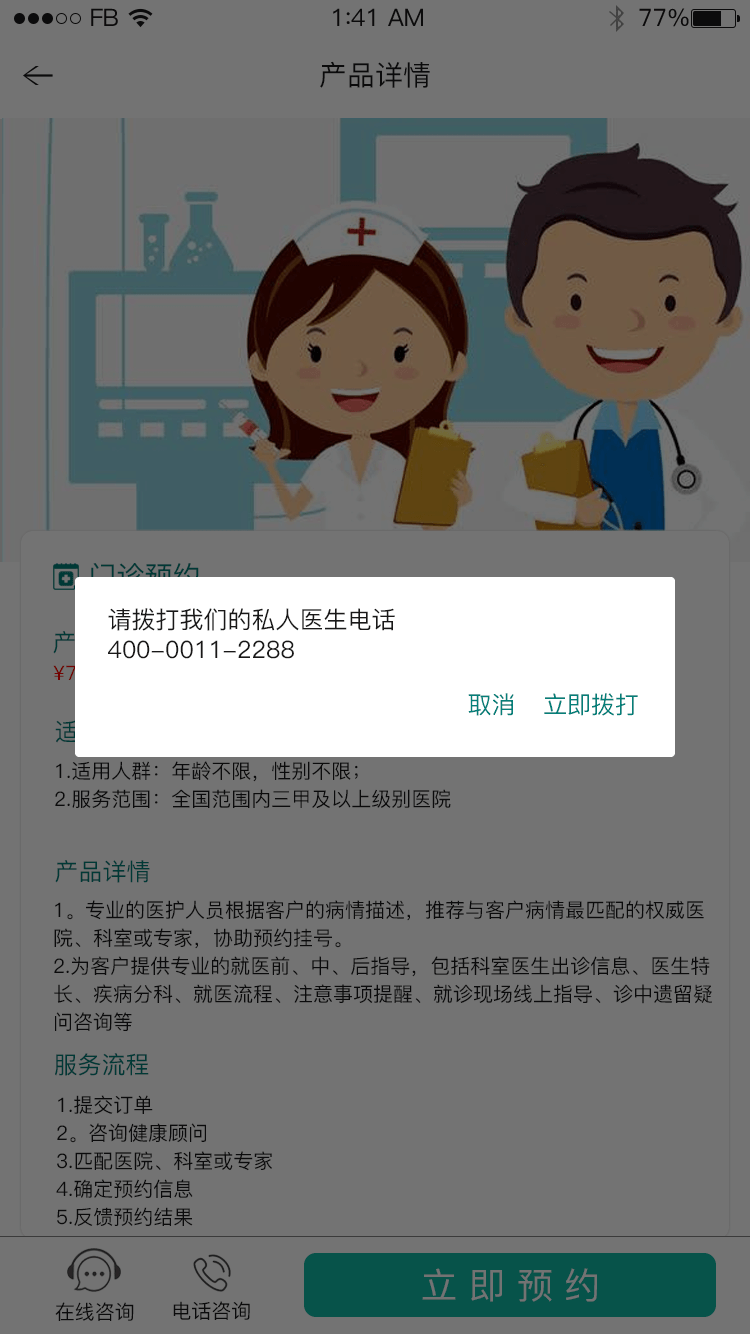 FB
1:41 AM
77%
产品详情
门诊预约
请拨打我们的私人医生电话
400-0011-2288
产
¥7
取消
立即拨打
适
1.适用人群：年龄不限，性别不限；
2.服务范围：全国范围内三甲及以上级别医院
产品详情
1。专业的医护人员根据客户的病情描述，推荐与客户病情最匹配的权威医
院、科室或专家，协助预约挂号。
2.为客户提供专业的就医前、中、后指导，包括科室医生出诊信息、医生特
长、疾病分科、就医流程、注意事项提醒、就诊现场线上指导、诊中遗留疑
问咨询等
服务流程
1.提交订单
2。咨询健康顾问
3.匹配医院、科室或专家
4.确定预约信息
5.反馈预约结果
在线咨询
电话咨询
立即预约